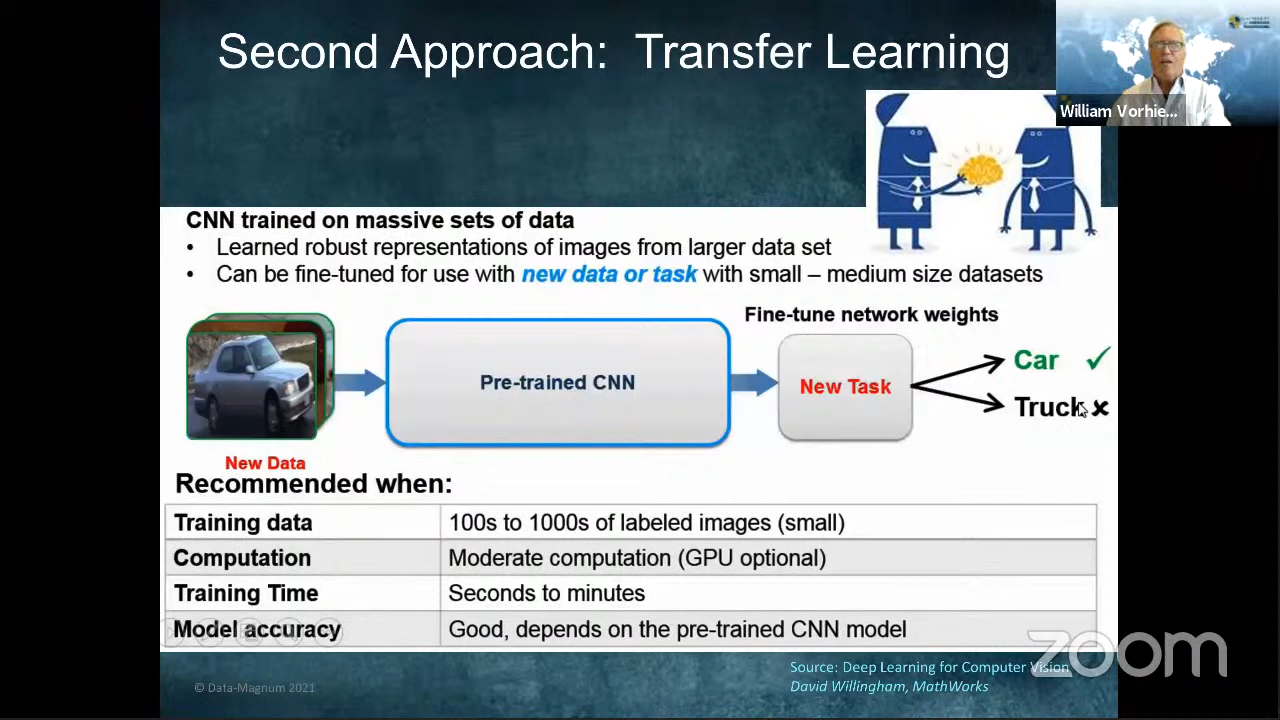 Second Approach: Transfer Learning
William Vorhie...
CNN trained on massive sets of data
• Learned robust representations of images from larger data set
• Can be fine-tuned for use with new data or task with small – medium size datasets
Fine-tune network weights
Pre-trained CNN
New Task
Car ✓
Truck ✘
New Data
Recommended when:
Training data 100s to 1000s of labeled images (small)
Computation Moderate computation (GPU optional)
Training Time Seconds to minutes
Model accuracy Good, depends on the pre-trained CNN model
zoom
Source: Deep Learning for Computer Vision
David Willingham, MathWorks
© Data-Magnum 2021